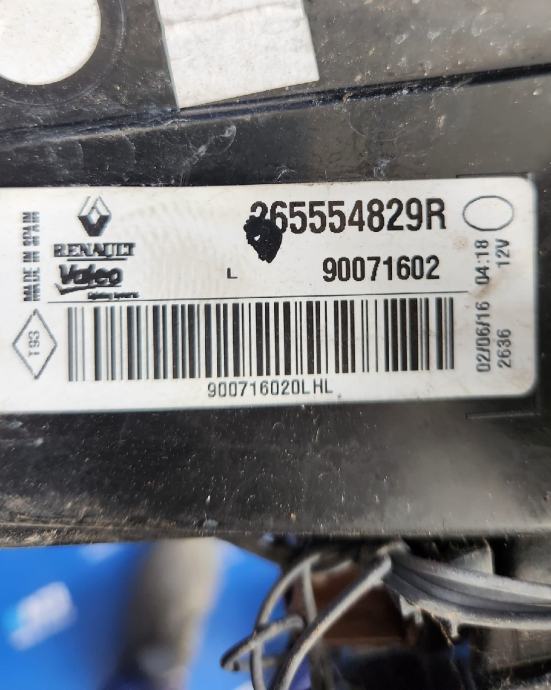 MADE IN SPAIN
RENAULT
Valeo
265554829R
L
90071602
900716020LHL
T93
02/06/16 04:18
2636 12V